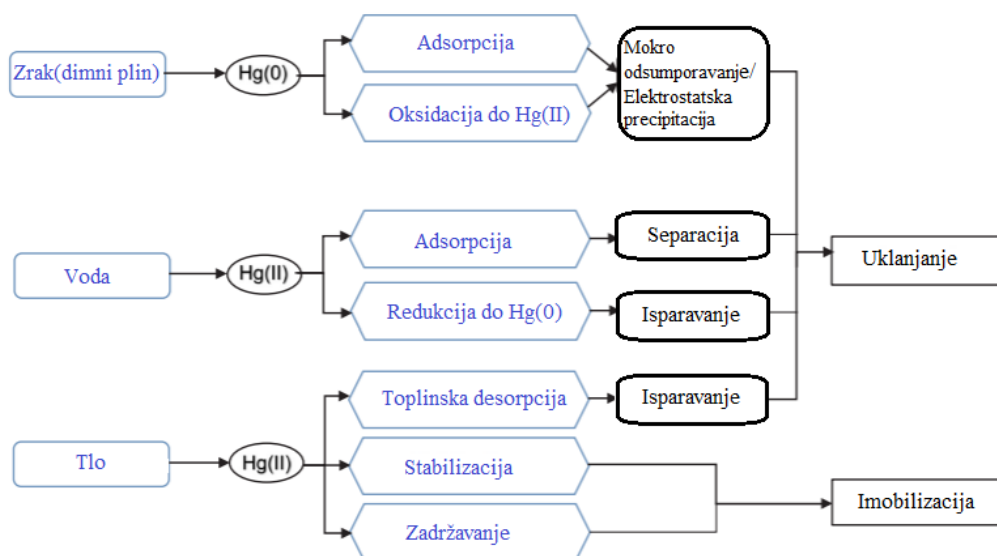 Zrak(dimni plin)
Hg(0)
Adsorpcija
Oksidacija do Hg(II)
Mokro
odsumporavanje/
Elektrostatska
precipitacija
Voda
Hg(II)
Adsorpcija
Redukcija do Hg(0)
Separacija
Isparavanje
Uklanjanje
Tlo
Hg(II)
Toplinska desorpcija
Stabilizacija
Zadržavanje
Isparavanje
Imobilizacija